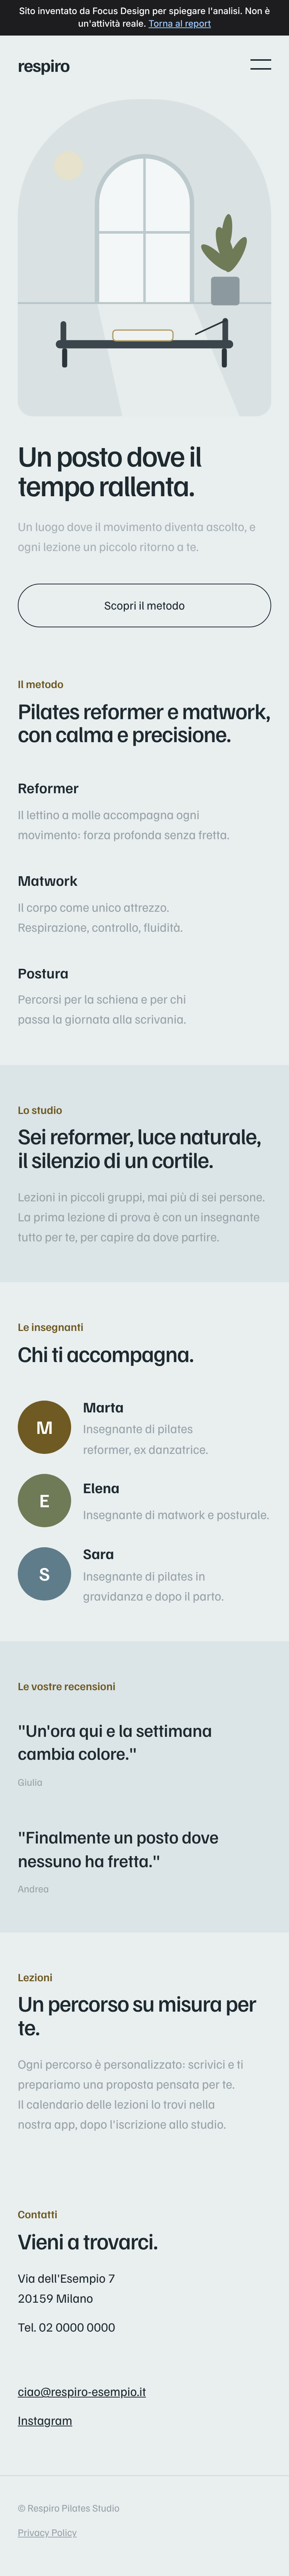 Sito inventato da Focus Design per spiegare l'analisi. Non è
un'attività reale. Torna al report
respiro
Un posto dove il
tempo rallenta.
Un luogo dove il movimento diventa ascolto, e
ogni lezione un piccolo ritorno a te.
Scopri il metodo
Il metodo
Pilates reformer e matwork,
con calma e precisione.
Reformer
Il lettino a molle accompagna ogni
movimento: forza profonda senza fretta.
Matwork
Il corpo come unico attrezzo.
Respirazione, controllo, fluidità.
Postura
Percorsi per la schiena e per chi
passa la giornata alla scrivania.
Lo studio
Sei reformer, luce naturale,
il silenzio di un cortile.
Lezioni in piccoli gruppi, mai più di sei persone.
La prima lezione di prova è con un insegnante
tutto per te, per capire da dove partire.
Le insegnanti
Chi ti accompagna.
M
Marta
Insegnante di pilates
reformer, ex danzatrice.
E
Elena
Insegnante di matwork e posturale.
S
Sara
Insegnante di pilates in
gravidanza e dopo il parto.
Le vostre recensioni
"Un'ora qui e la settimana
cambia colore."
Giulia
"Finalmente un posto dove
nessuno ha fretta."
Andrea
Lezioni
Un percorso su misura per
te.
Ogni percorso è personalizzato: scrivici e ti
prepariamo una proposta pensata per te.
Il calendario delle lezioni lo trovi nella
nostra app, dopo l'iscrizione allo studio.
Contatti
Vieni a trovarci.
Via dell'Esempio 7
20159 Milano
Tel. 02 0000 0000
ciao@respiro-esempio.it
Instagram
© Respiro Pilates Studio
Privacy Policy